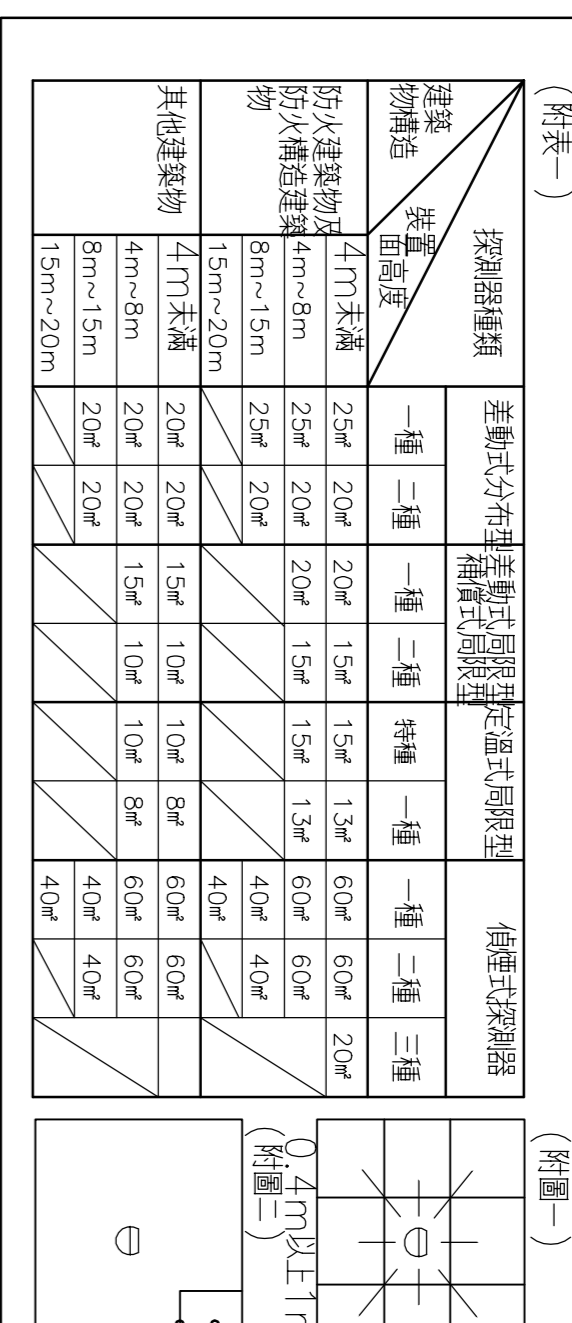 (附表一)
探測器種類
裝置
面高度
建築
物構造
差動式分布型
差動式局限型
補償式局限型
定溫式局限型
偵煙式探測器
一種 二種 一種 二種 特種 一種 一種 二種 三種
防火建築物及
防火構造建築
物
4m未滿 25㎡ 20㎡ 20㎡ 15㎡ 15㎡ 13㎡ 60㎡ 60㎡ 20㎡
4m~8m 25㎡ 20㎡ 20㎡ 15㎡ 15㎡ 13㎡ 60㎡ 60㎡
8m~15m 25㎡ 20㎡ 40㎡ 40㎡
15m~20m 40㎡
其他建築物
4m未滿 20㎡ 20㎡ 15㎡ 10㎡ 10㎡ 8㎡ 60㎡ 60㎡
4m~8m 20㎡ 20㎡ 15㎡ 10㎡ 10㎡ 8㎡ 60㎡ 60㎡
8m~15m 20㎡ 20㎡ 40㎡ 40㎡
15m~20m 40㎡
(附圖一)
0.4m以上1m
(附圖二)